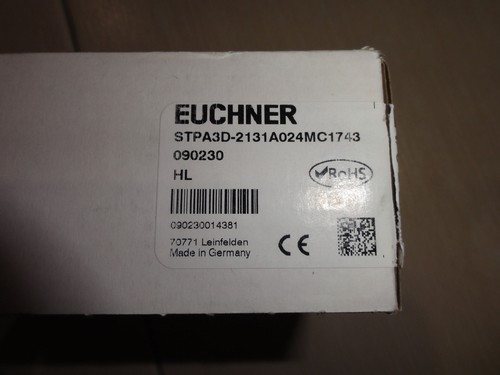 EUCHNER
STPA3D-2131A024MC1743
090230
HL
RoHS
090230014381
70771 Leinfelden
Made in Germany
CE